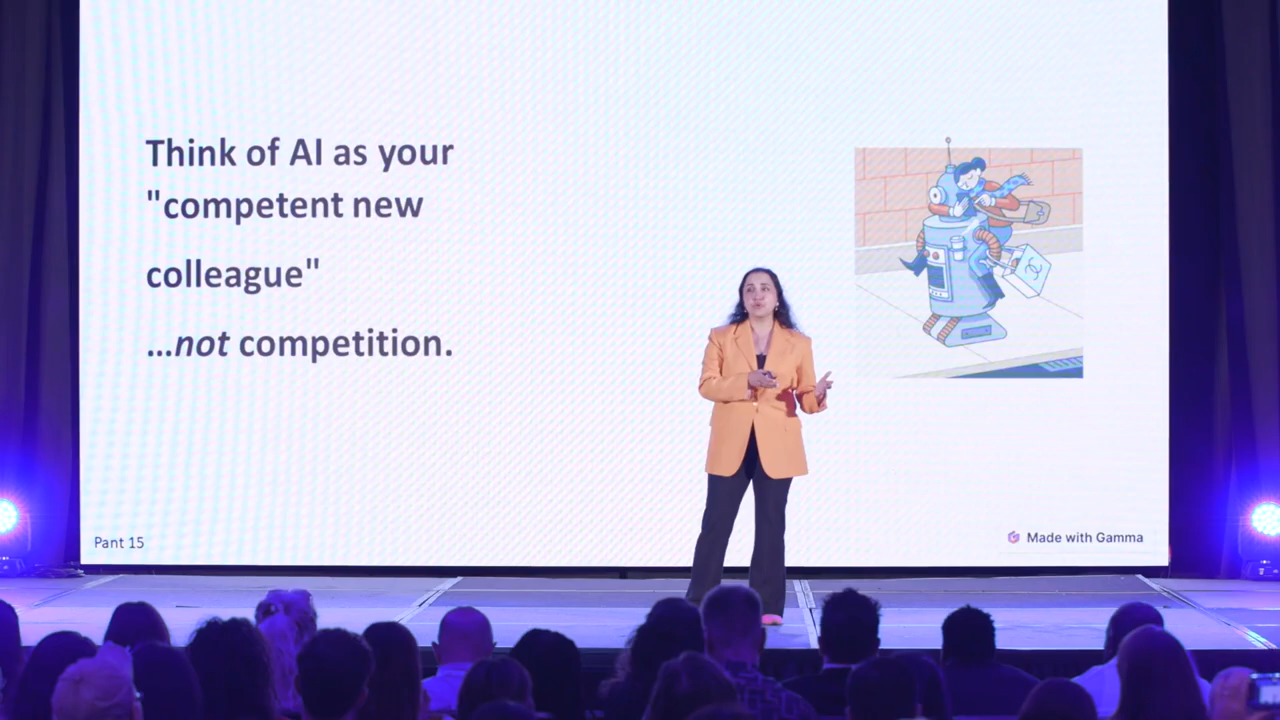 Think of AI as your
"competent new
colleague"
...not competition.
Pant 15
Made with Gamma